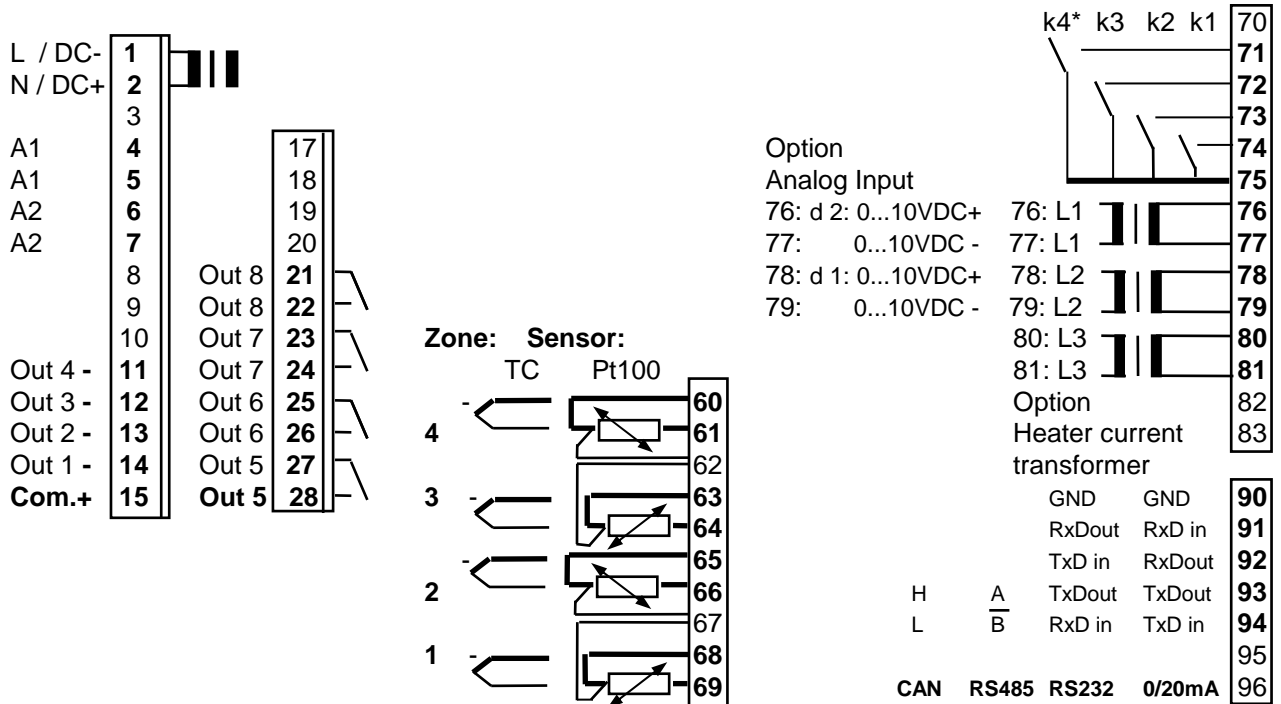 L / DC- 1
N / DC+ 2
3
A1 4
A1 5
A2 6
A2 7
8
9
10
Out 4 - 11
Out 3 - 12
Out 2 - 13
Out 1 - 14
Com.+ 15
17
18
19
20
Out 8 21
Out 8 22
Out 7 23
Out 7 24
Out 6 25
Out 6 26
Out 5 27
Out 5 28
Zone: Sensor:
TC Pt100
- 60
4 61
62
3 - 63
64
- 65
2 66
67
1 - 68
69
k4* k3 k2 k1 70
71
72
73
Option 74
Analog Input 75
76: d 2: 0...10VDC+ 76: L1 76
77: 0...10VDC - 77: L1 77
78: d 1: 0...10VDC+ 78: L2 78
79: 0...10VDC - 79: L2 79
80: L3 80
81: L3 81
Option 82
Heater current 83
transformer
GND GND 90
RxDout RxD in 91
TxD in RxDout 92
H A TxDout TxDout 93
L B RxD in TxD in 94
95
CAN RS485 RS232 0/20mA 96